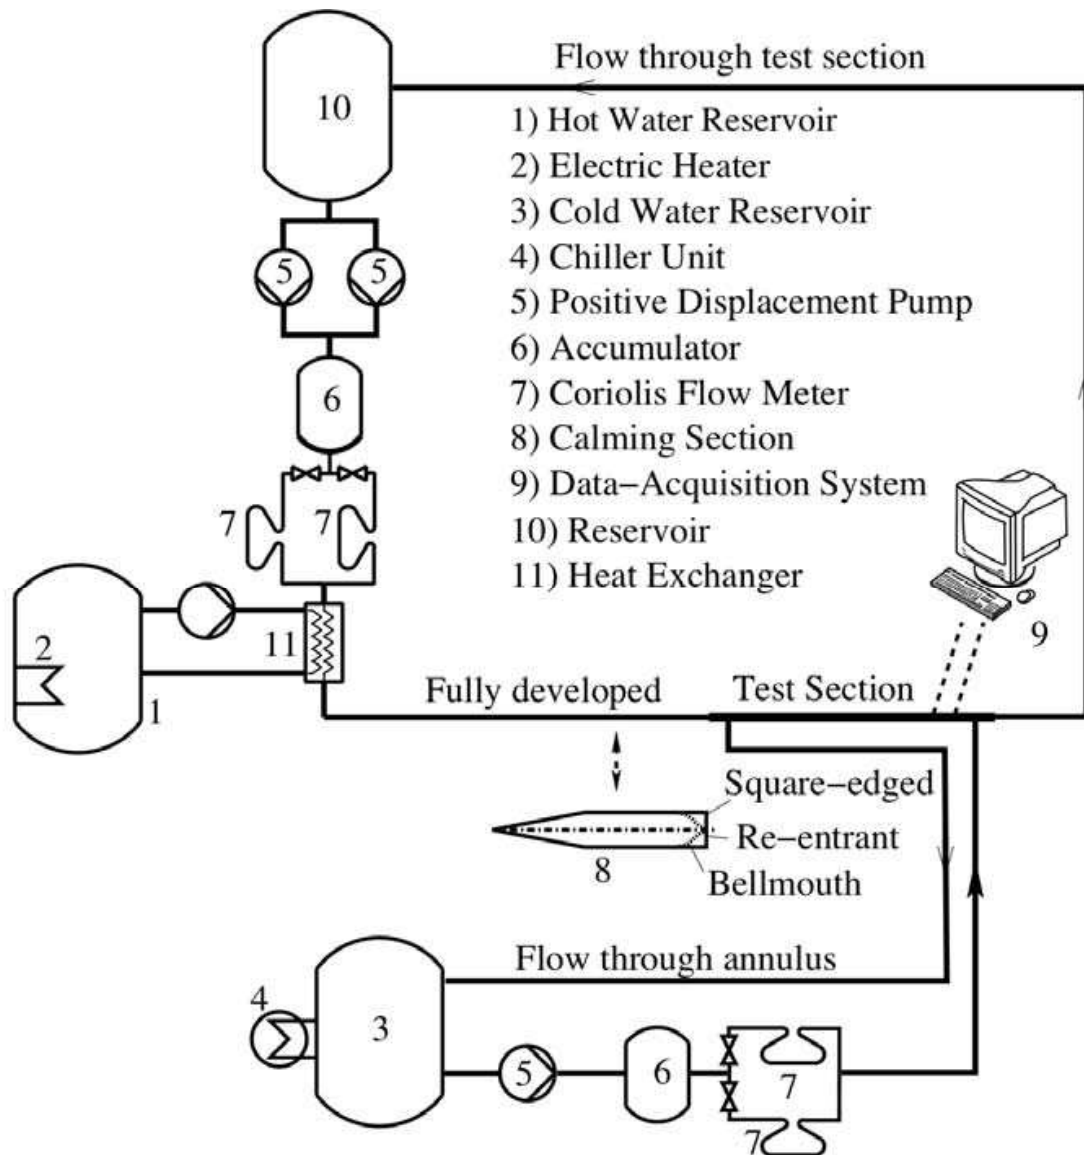 Flow through test section
10
1) Hot Water Reservoir
2) Electric Heater
3) Cold Water Reservoir
4) Chiller Unit
5 5
5) Positive Displacement Pump
6) Accumulator
6
7) Coriolis Flow Meter
8) Calming Section
9) Data−Acquisition System
7 7
10) Reservoir
11) Heat Exchanger
9
2
11
1
Fully developed
Test Section
Square−edged
Re−entrant
8
Bellmouth
Flow through annulus
4
3
5
6
7
7